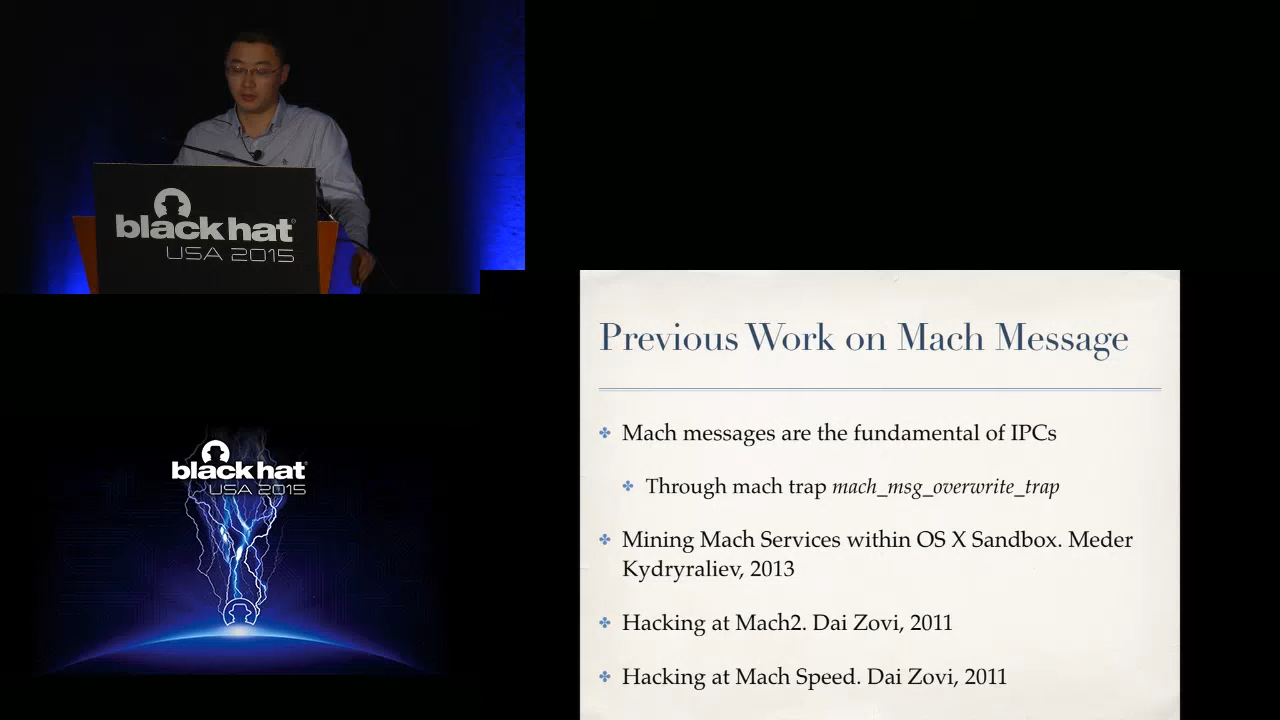 black hat
USA 2015
black hat
USA 2015
Previous Work on Mach Message
Mach messages are the fundamental of IPCs
Through mach trap mach_msg_overwrite_trap
Mining Mach Services within OS X Sandbox. Meder
Kydryraliev, 2013
Hacking at Mach2. Dai Zovi, 2011
Hacking at Mach Speed. Dai Zovi, 2011